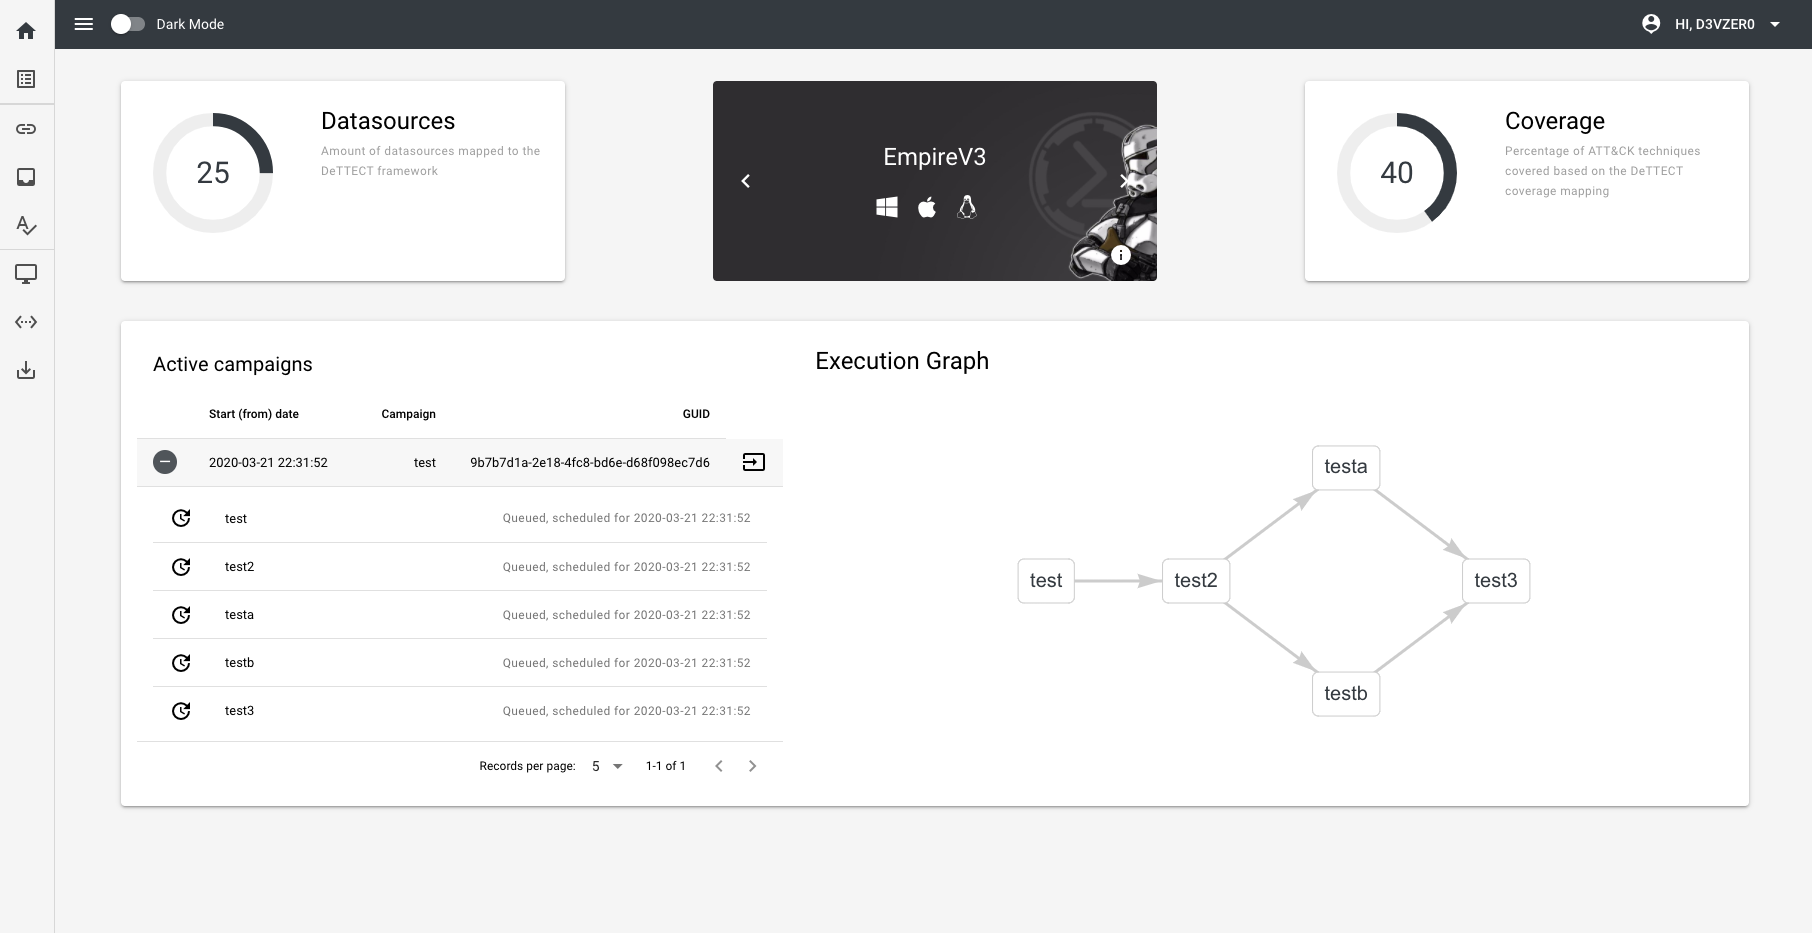 Dark Mode
HI, D3VZER0
25
Datasources
Amount of datasources mapped to the
DeTTECT framework
EmpireV3
40
Coverage
Percentage of ATT&CK techniques
covered based on the DeTTECT
coverage mapping
Active campaigns
Start (from) date Campaign GUID
2020-03-21 22:31:52 test 9b7b7d1a-2e18-4fc8-bd6e-d68f098ec7d6
test Queued, scheduled for 2020-03-21 22:31:52
test2 Queued, scheduled for 2020-03-21 22:31:52
testa Queued, scheduled for 2020-03-21 22:31:52
testb Queued, scheduled for 2020-03-21 22:31:52
test3 Queued, scheduled for 2020-03-21 22:31:52
Records per page: 5 1-1 of 1
Execution Graph
testa
test test2 test3
testb